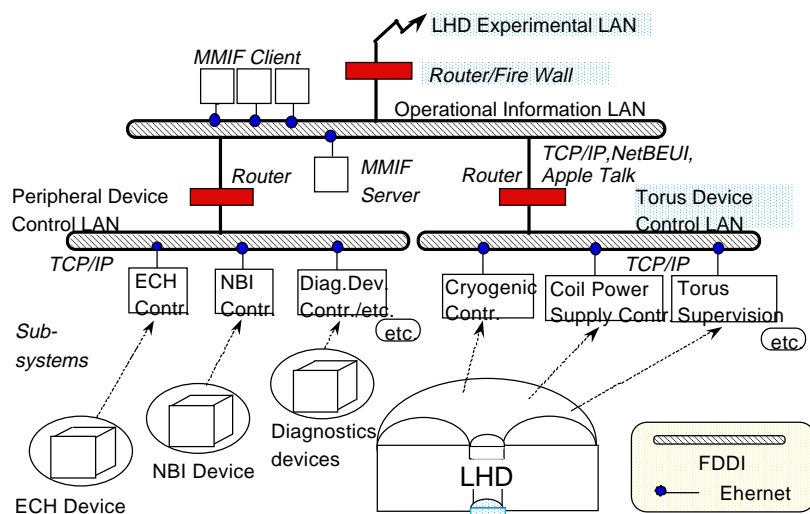 LHD Experimental LAN
MMIF Client
Router/Fire Wall
Operational Information LAN
MMIF
Server
Router
TCP/IP,NetBEUI,
Router
Apple Talk
Peripheral Device
Control LAN
Torus Device
Control LAN
TCP/IP
TCP/IP
ECH
Contr.
NBI
Contr.
Diag.Dev.
Contr./etc.
etc.
Cryogenic
Contr.
Coil Power
Supply Contr.
Torus
Supervision
etc.
Sub-
systems
ECH Device
NBI Device
Diagnostics
devices
LHD
FDDI
Ehernet